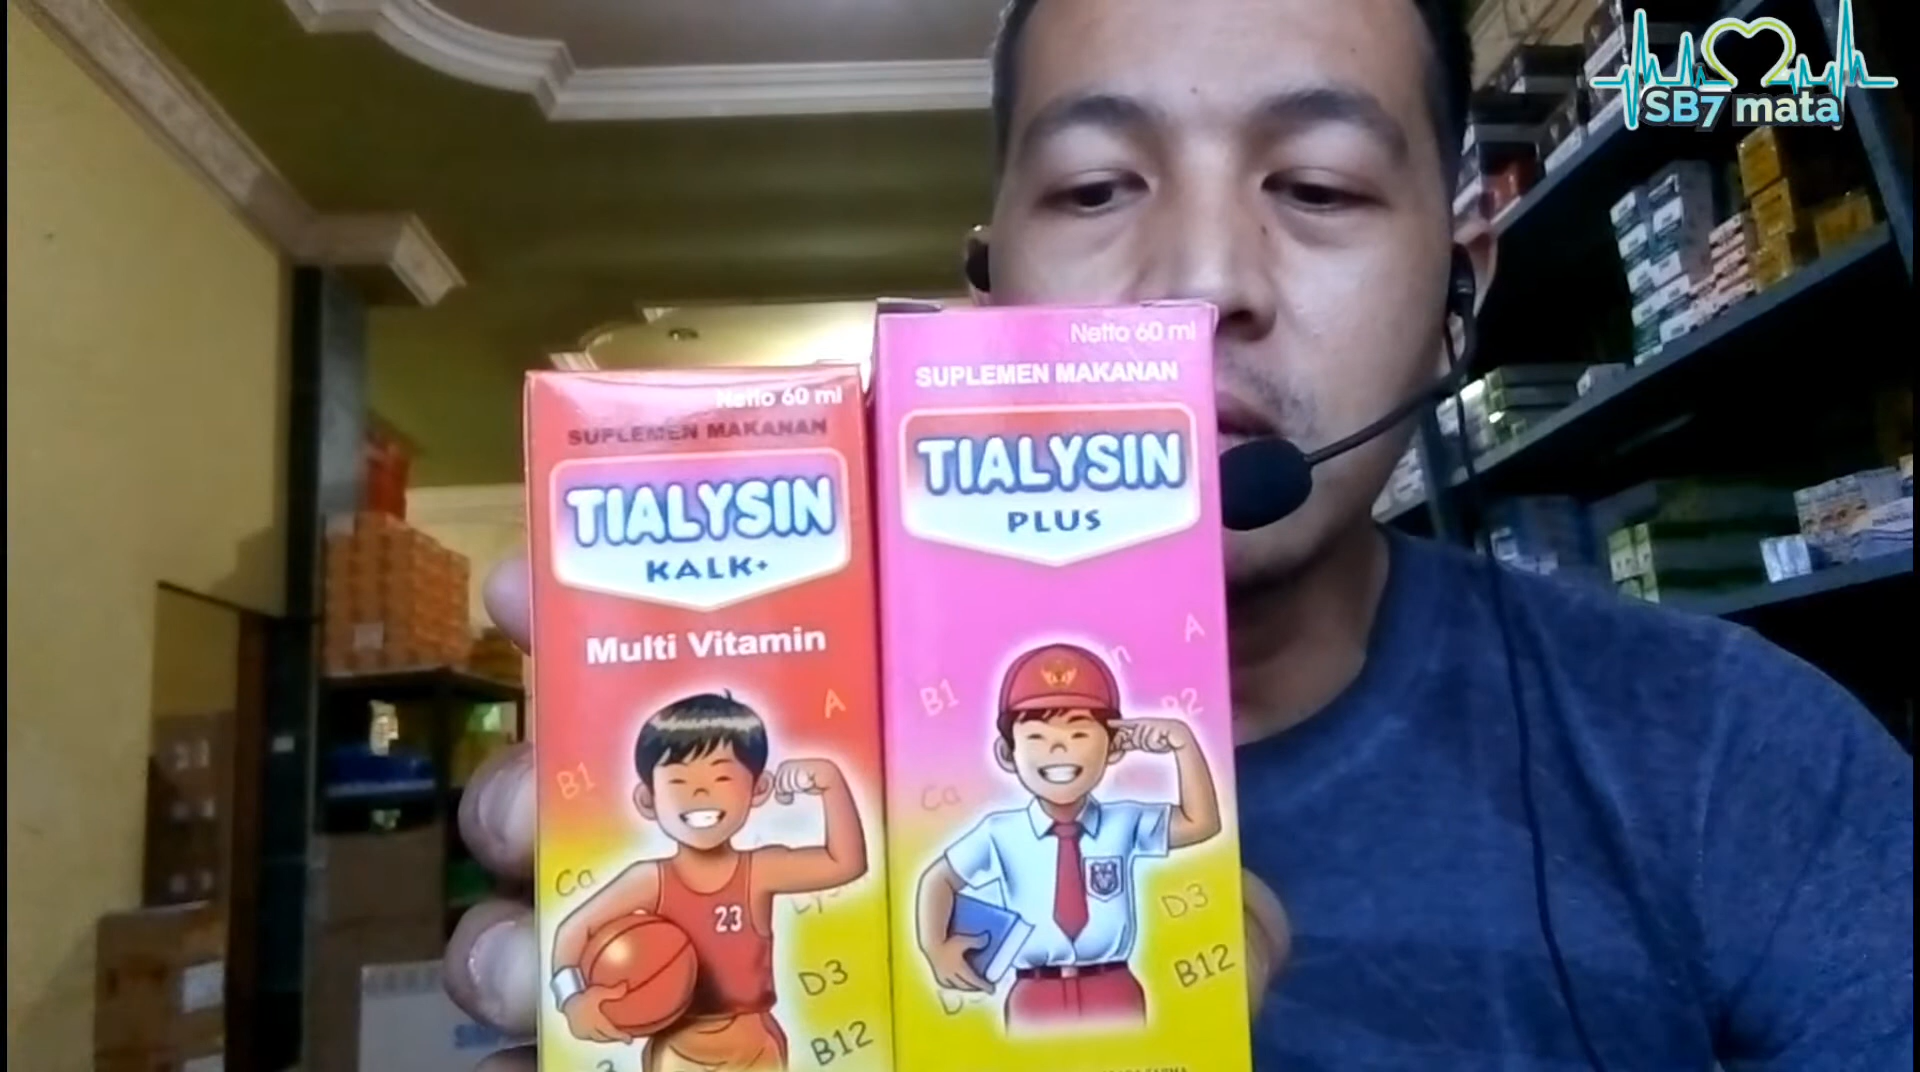 SB7 mata
Netto 60 ml
SUPLEMEN MAKANAN
TIALYSIN
KALK+
Multi Vitamin
A
B1
Ca
23
D3
B12
Netto 60 ml
SUPLEMEN MAKANAN
TIALYSIN
PLUS
A
B1
B2
Ca
D3
B12